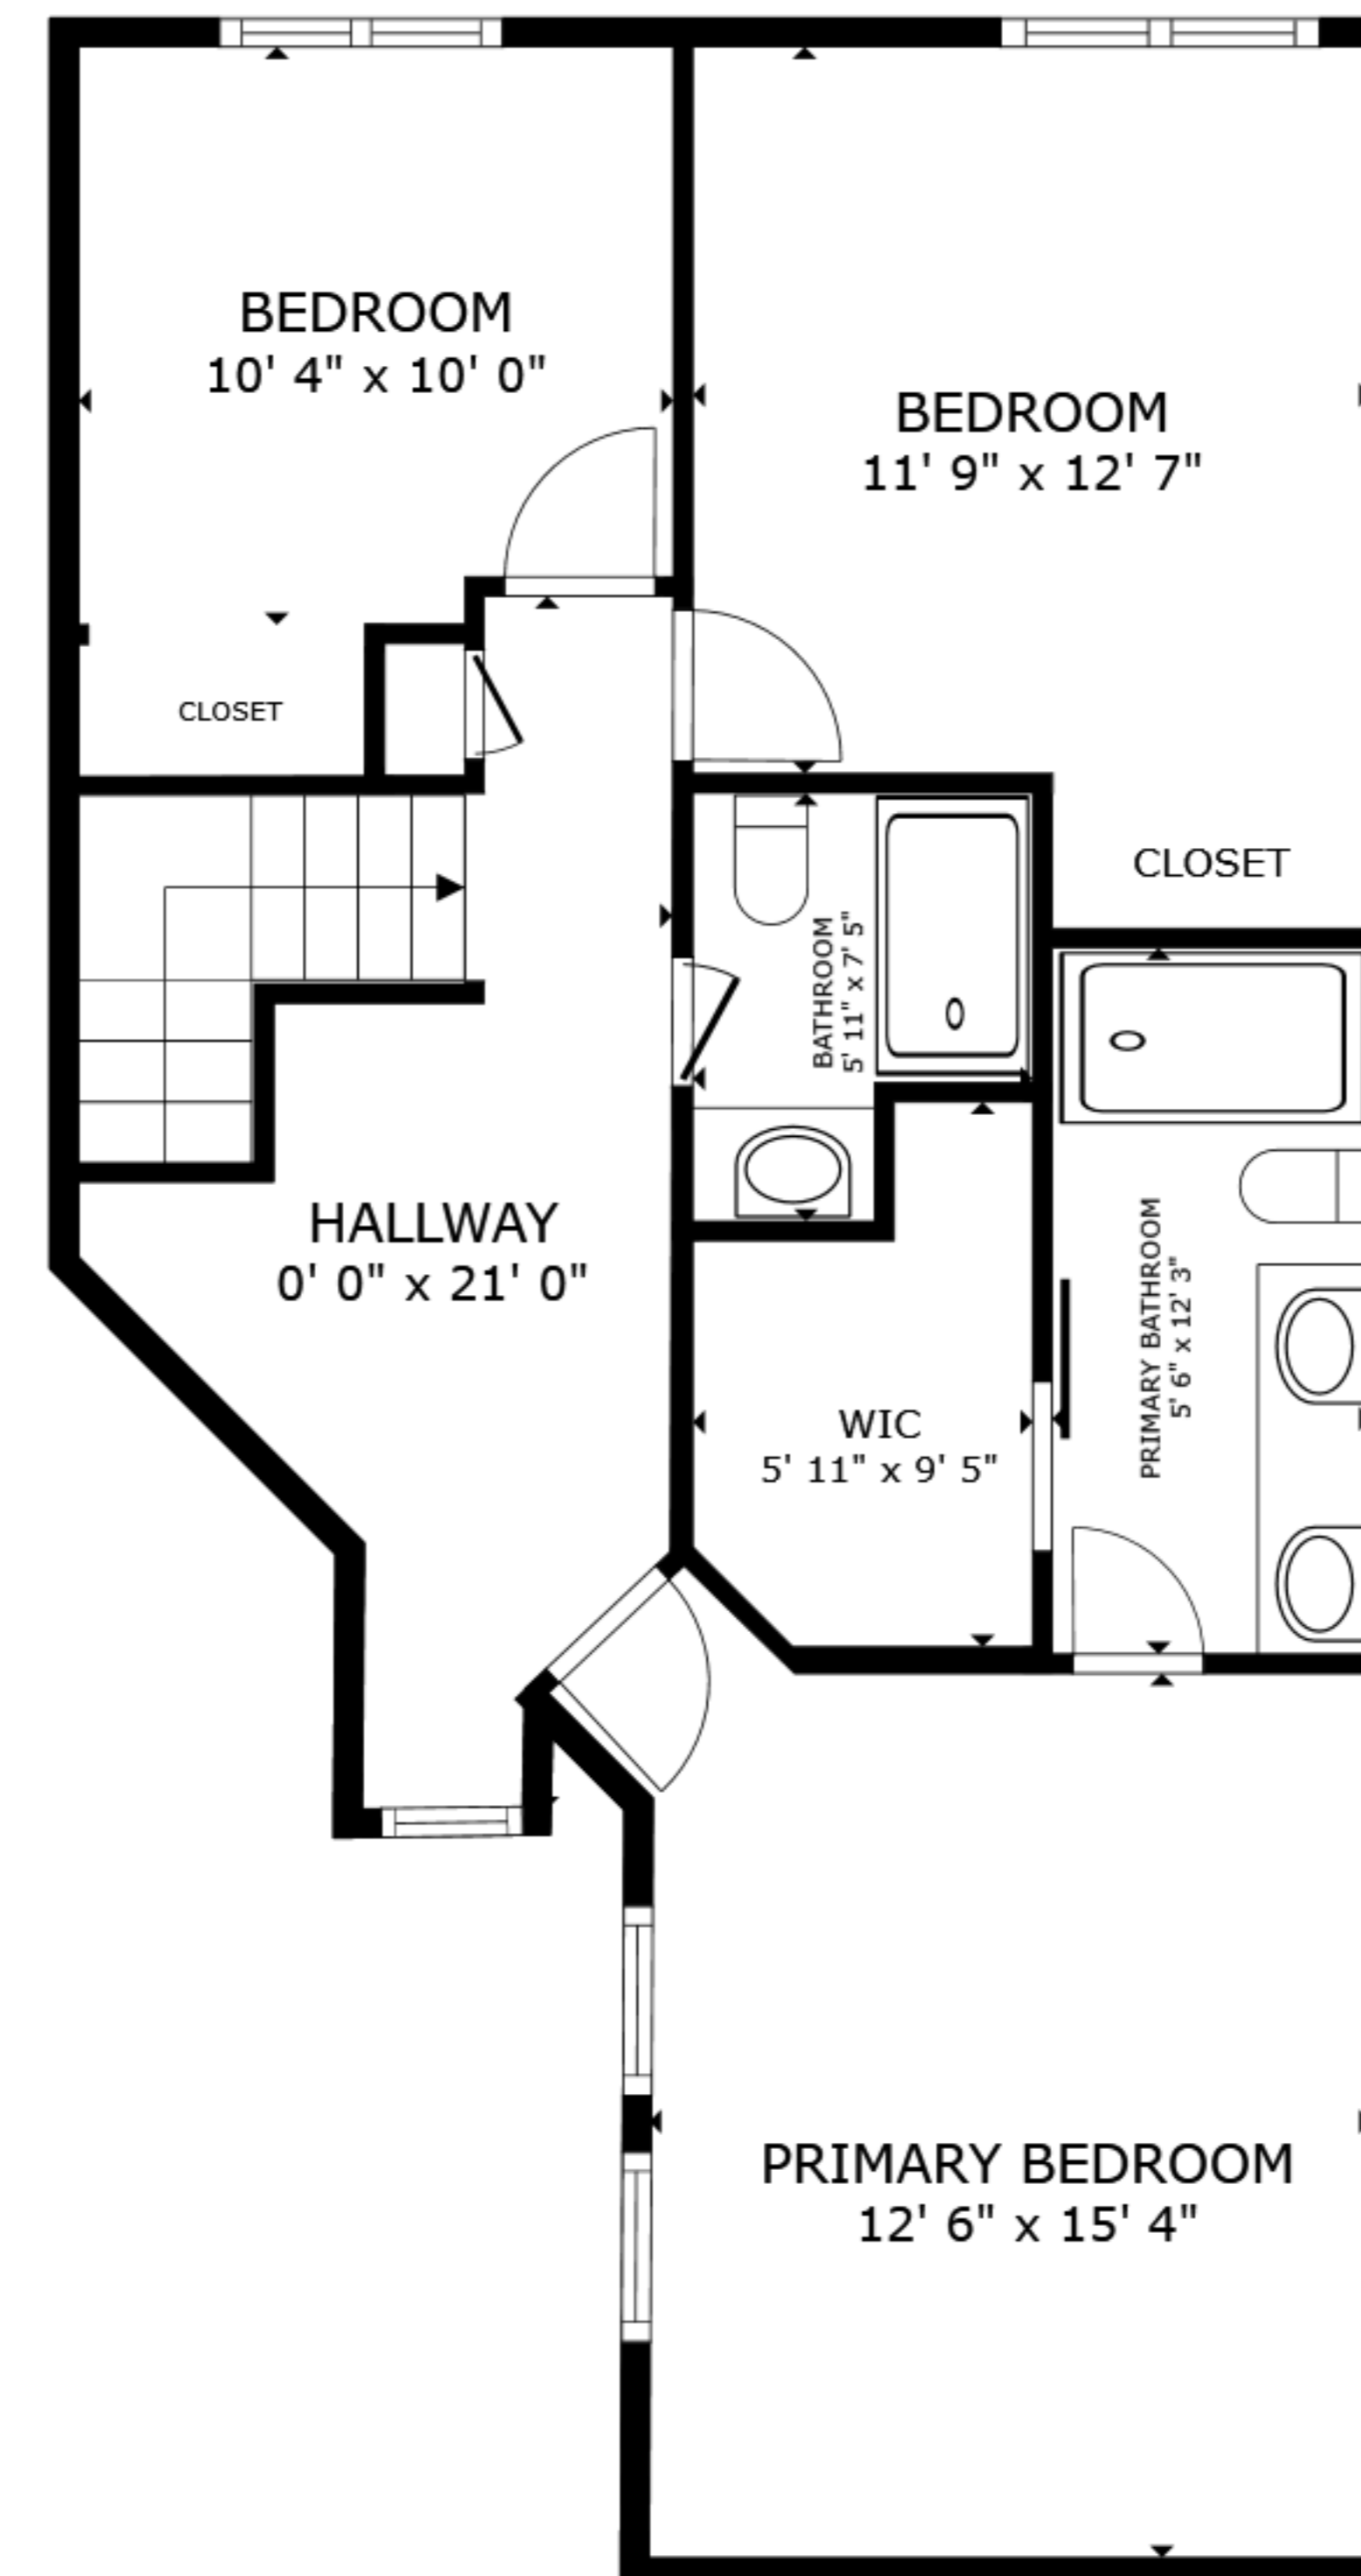 BEDROOM
10' 4" x 10' 0"
BEDROOM
11' 9" x 12' 7"
CLOSET
CLOSET
BATHROOM
5' 11" x 7' 5"
HALLWAY
0' 0" x 21' 0"
PRIMARY BATHROOM
5' 6" x 12' 3"
WIC
5' 11" x 9' 5"
PRIMARY BEDROOM
12' 6" x 15' 4"